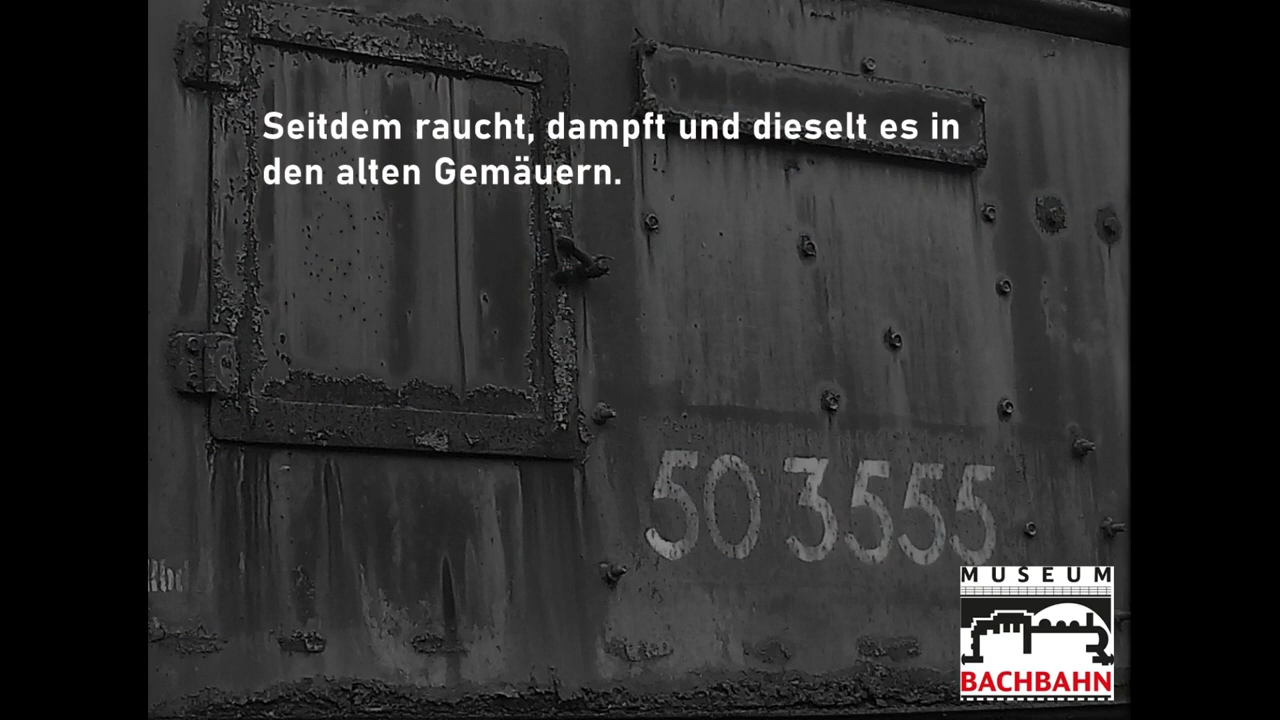 Seitdem raucht, dampft und dieselt es in
den alten Gemäuern.
50 3555
MUSEUM
BACHBAHN